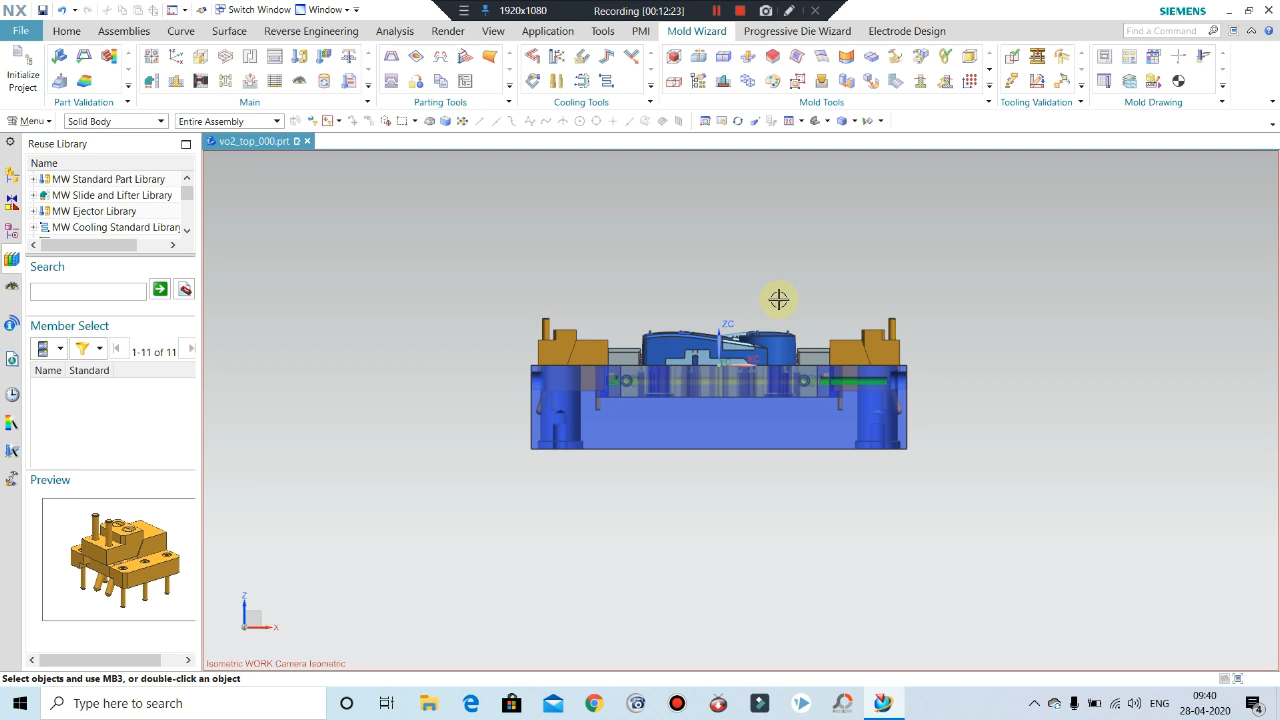 NX
Switch Window
Window
1920x1080
Recording [00:12:23]
SIEMENS
File
Home
Curve
Surface
Analysis
Render
View
Application
Tools
PMI
Mold Wizard
Progressive Die Wizard
Electrode Design
Find a Command
Initialize
Project
Part Validation
Main
Parting Tools
Cooling Tools
Mold Tools
Tooling Validation
Mold Drawing
Menu
Solid Body
Entire Assembly
Reuse Library
vo2_top_000.prt
Name
MW Standard Part Library
MW Slide and Lifter Library
MW Ejector Library
MW Cooling Standard Library
Search
Member Select
1-11 of 11
Name
Standard
Preview
ZC
Z
X
Isometric WORK Camera Isometric
Select objects and use MB3, or double-click an object
Type here to search
ENG
09:40
28-04-2020
4